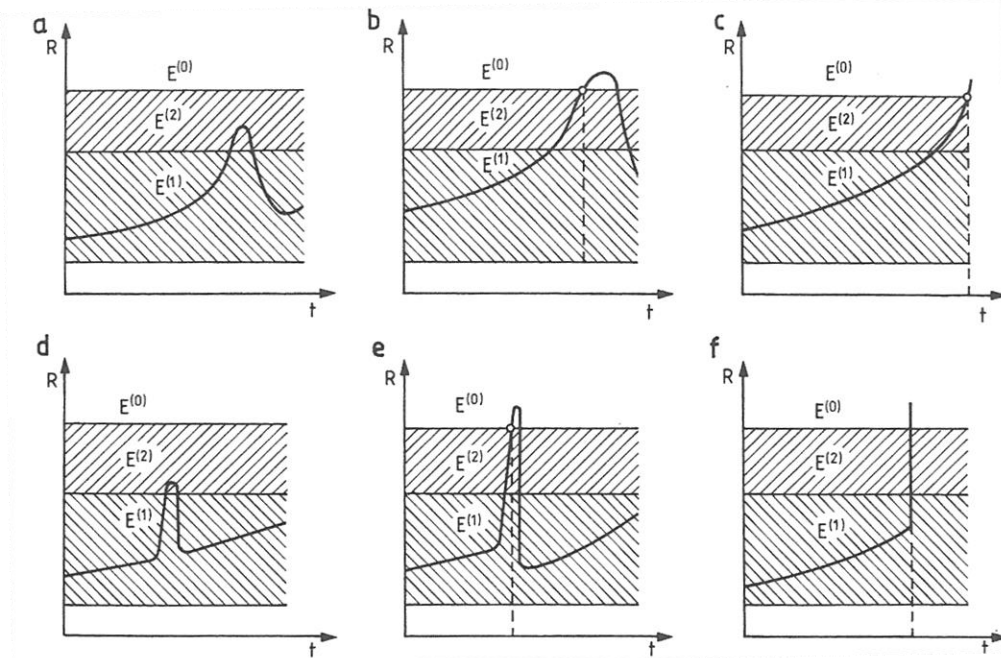 a
R
E(0)
E(2)
E(1)
t
b
R
E(0)
E(2)
E(1)
t
c
R
E(0)
E(2)
E(1)
t
d
R
E(0)
E(2)
E(1)
t
e
R
E(0)
E(2)
E(1)
t
f
R
E(0)
E(2)
E(1)
t